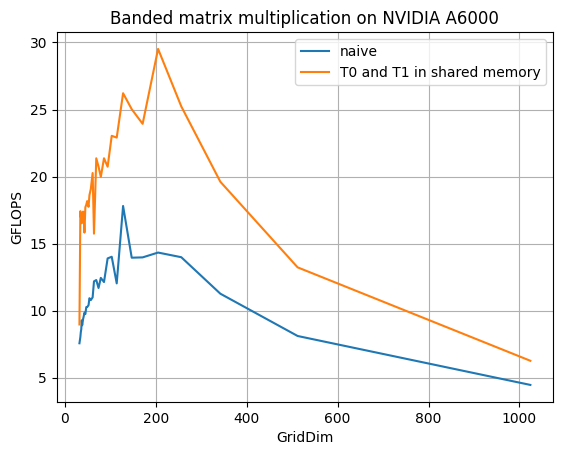 Banded matrix multiplication on NVIDIA A6000
naive
T0 and T1 in shared memory
GFLOPS
30
25
20
15
10
5
0 200 400 600 800 1000
GridDim